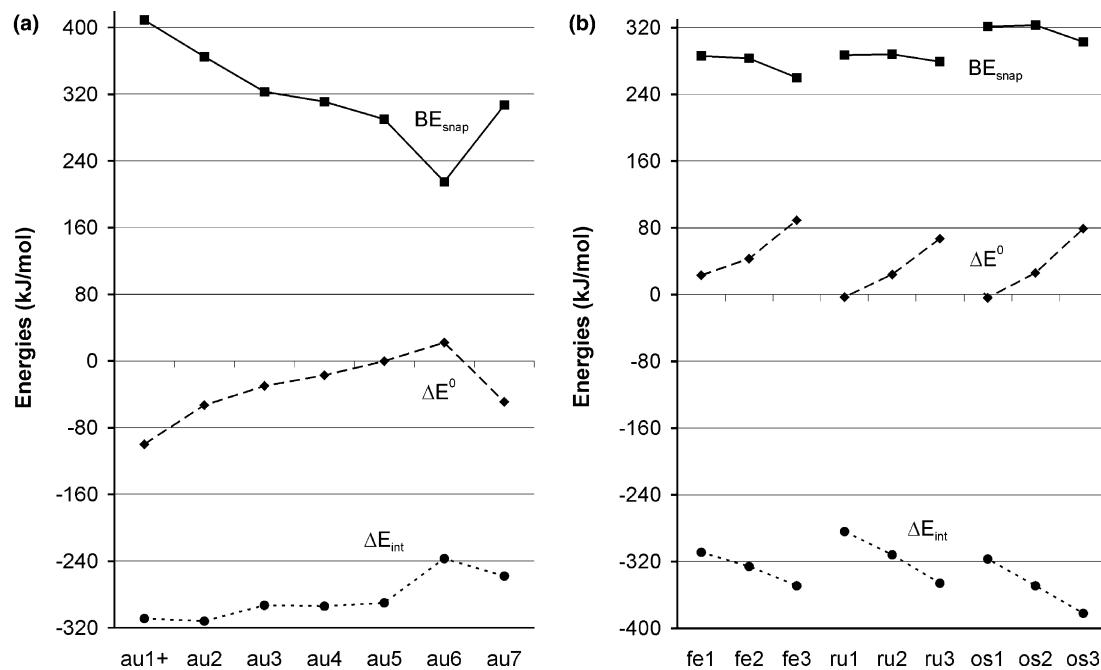 (a)
Energies (kJ/mol)
400
320
240
160
80
0
-80
-160
-240
-320
BEsnap
ΔE⁰
ΔEint
au1+ au2 au3 au4 au5 au6 au7
(b)
Energies (kJ/mol)
320
240
160
80
0
-80
-160
-240
-320
-400
BEsnap
ΔE⁰
ΔEint
fe1 fe2 fe3 ru1 ru2 ru3 os1 os2 os3